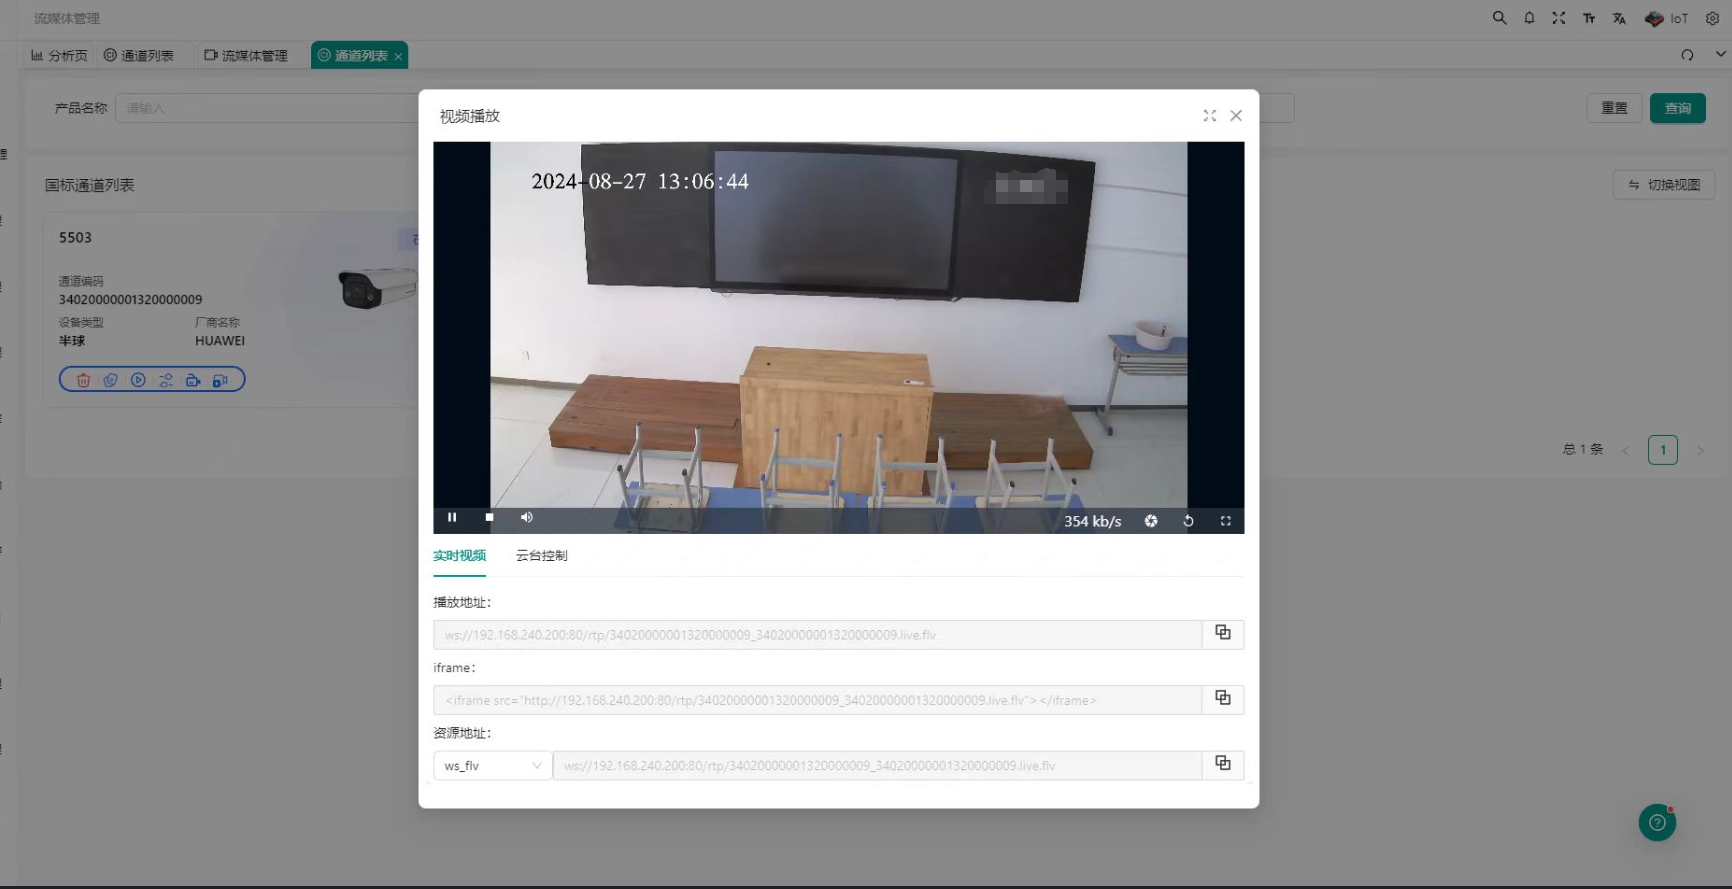 流媒体管理
IoT
分析页 通道列表 流媒体管理 通道列表
产品名称 请输入 重置 查询
国标通道列表 切换视图
5503
通道编码
34020000001320000009
设备类型 厂商名称
半球 HUAWEI
总 1 条 1
视频播放
2024-08-27 13:06:44
354 kb/s
实时视频 云台控制
播放地址：
ws://192.168.240.200:80/rtp/34020000001320000009_34020000001320000009.live.flv
iframe：
<iframe src="http://192.168.240.200:80/rtp/34020000001320000009_34020000001320000009.live.flv"></iframe>
资源地址：
ws_flv ws://192.168.240.200:80/rtp/34020000001320000009_34020000001320000009.live.flv